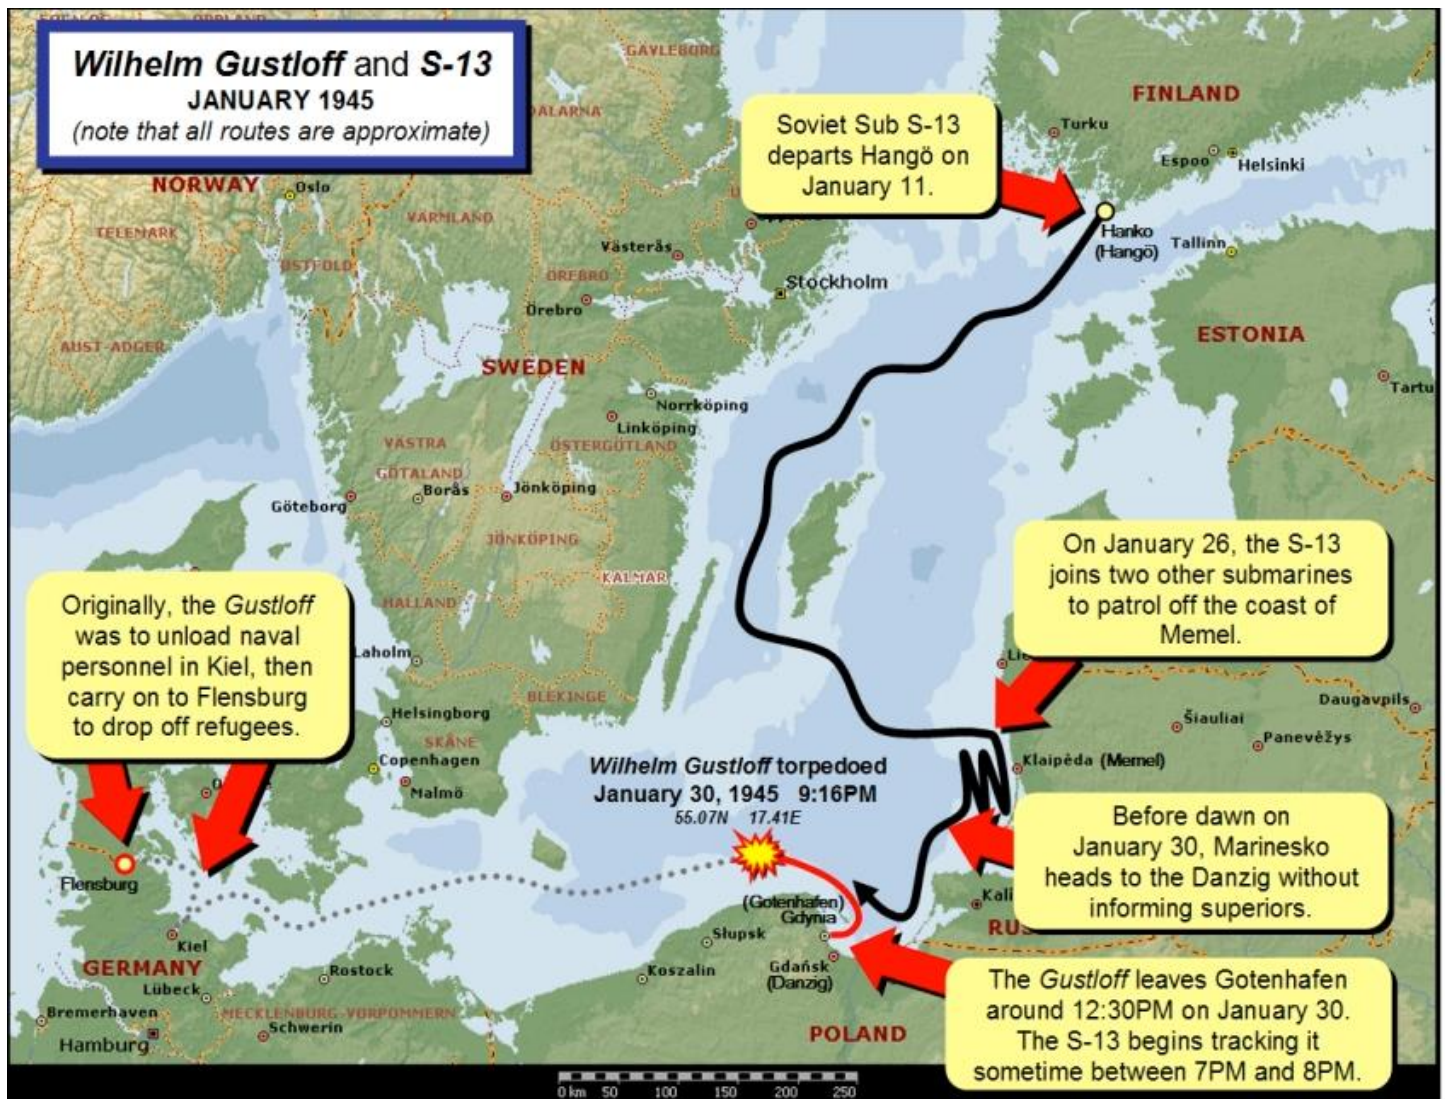 Wilhelm Gustloff and S-13
JANUARY 1945
(note that all routes are approximate)
GÄVLEBORG
DALARNA
FINLAND
Turku
Espoo
Helsinki
Soviet Sub S-13
departs Hangö on
January 11.
NORWAY
Oslo
VÄRMLAND
TELEMARK
ØSTFOLD
Västerås
ÖREBRO
Örebro
Stockholm
Hanko
(Hangö)
Tallinn
AUST-AGDER
SWEDEN
ESTONIA
Tartu
Norrköping
Linköping
VÄSTRA
GÖTALAND
ÖSTERGÖTLAND
Göteborg
Borås
Jönköping
JÖNKÖPING
KALMAR
HALLAND
On January 26, the S-13
joins two other submarines
to patrol off the coast of
Memel.
Originally, the Gustloff
was to unload naval
personnel in Kiel, then
carry on to Flensburg
to drop off refugees.
Laholm
BLEKINGE
Helsingborg
SKÅNE
Copenhagen
Malmö
Daugavpils
Šiauliai
Panevėžys
Klaipėda (Memel)
Wilhelm Gustloff torpedoed
January 30, 1945 9:16PM
55.07N 17.41E
Before dawn on
January 30, Marinesko
heads to the Danzig without
informing superiors.
Flensburg
Kiel
(Gotenhafen)
Gdynia
Słupsk
Koszalin
Gdańsk
(Danzig)
GERMANY
Lübeck
Rostock
MECKLENBURG-VORPOMMERN
Bremerhaven
Schwerin
Hamburg
POLAND
The Gustloff leaves Gotenhafen
around 12:30PM on January 30.
The S-13 begins tracking it
sometime between 7PM and 8PM.
0 km 50 100 150 200 250